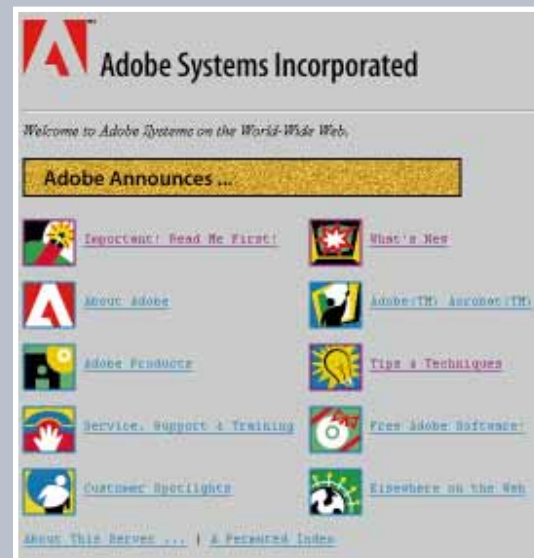 Adobe Systems Incorporated
Welcome to Adobe Systems on the World-Wide Web.
Adobe Announces ...
Important! Read Me First!
What's New
About Adobe
Adobe(TM) Acrobat(TM)
Adobe Products
Tips & Techniques
Service, Support & Training
Free Adobe Software!
Customer Spotlights
Elsewhere on the Web
About This Server ... | A Permuted Index